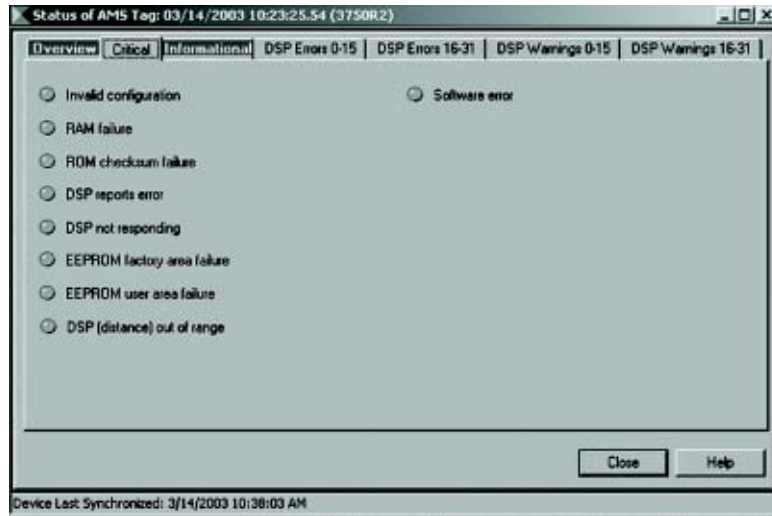 Status of AMS Tag: 03/14/2003 10:23:25.54 (3750R2)
Overview Critical Informational DSP Errors 0-15 DSP Errors 16-31 DSP Warnings 0-15 DSP Warnings 16-31
Invalid configuration
Software error
RAM failure
ROM checksum failure
DSP reports error
DSP not responding
EEPROM factory area failure
EEPROM user area failure
DSP (distance) out of range
Close Help
Device Last Synchronized: 3/14/2003 10:38:03 AM